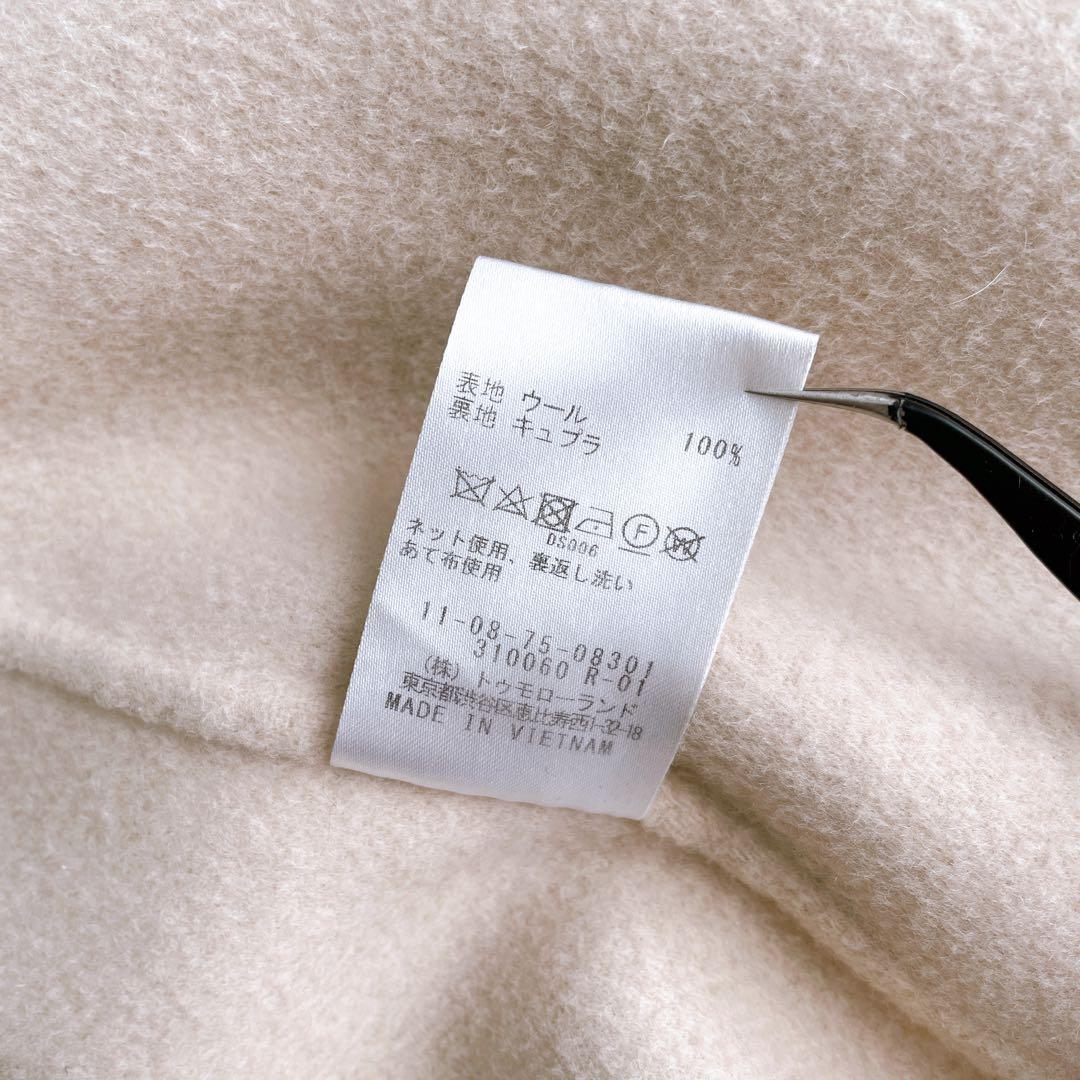 表地 ウール 100%
裏地 キュプラ
F
W
DS006
ネット使用、裏返し洗い
あて布使用
11-08-75-08301
310060 R-01
(株) トゥモローランド
東京都渋谷区恵比寿西1-32-18
MADE IN VIETNAM